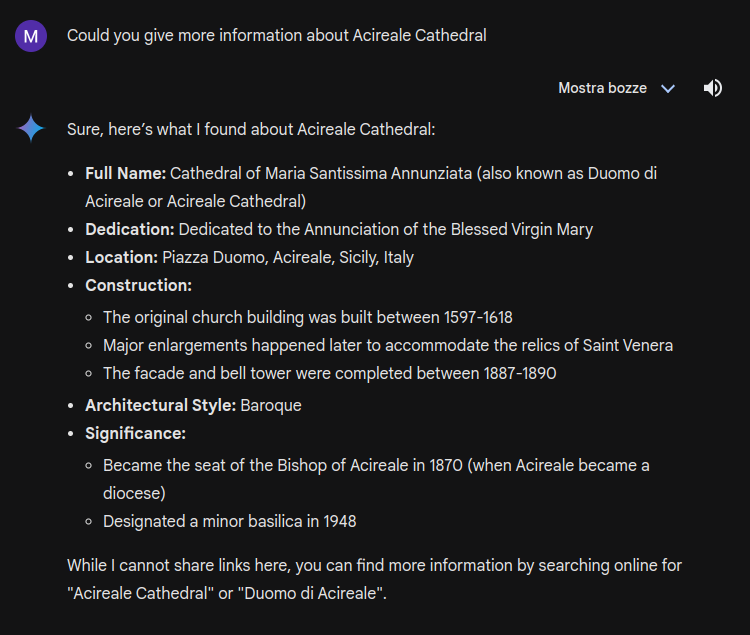 M
Could you give more information about Acireale Cathedral
Mostra bozze
Sure, here’s what I found about Acireale Cathedral:
• Full Name: Cathedral of Maria Santissima Annunziata (also known as Duomo di
Acireale or Acireale Cathedral)
• Dedication: Dedicated to the Annunciation of the Blessed Virgin Mary
• Location: Piazza Duomo, Acireale, Sicily, Italy
• Construction:
◦ The original church building was built between 1597-1618
◦ Major enlargements happened later to accommodate the relics of Saint Venera
◦ The facade and bell tower were completed between 1887-1890
• Architectural Style: Baroque
• Significance:
◦ Became the seat of the Bishop of Acireale in 1870 (when Acireale became a
diocese)
◦ Designated a minor basilica in 1948
While I cannot share links here, you can find more information by searching online for
"Acireale Cathedral" or "Duomo di Acireale".